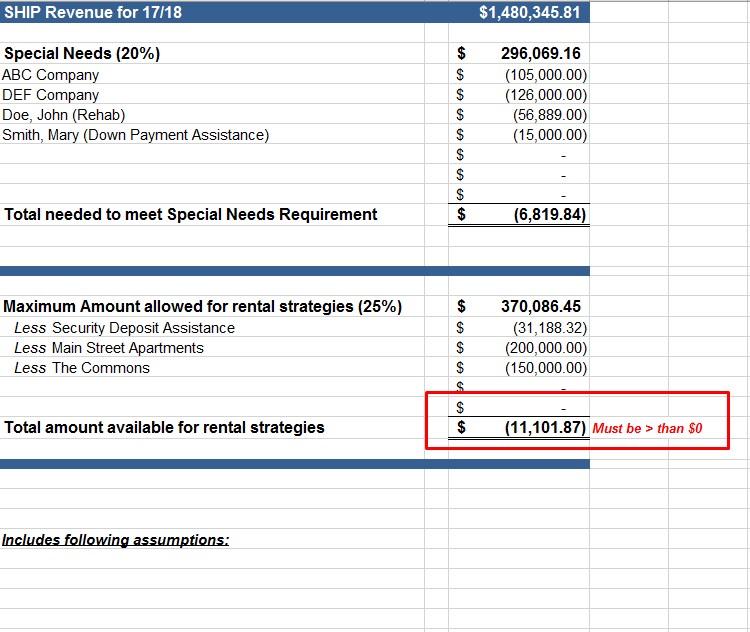 SHIP Revenue for 17/18 $1,480,345.81
Special Needs (20%) $ 296,069.16
ABC Company $ (105,000.00)
DEF Company $ (126,000.00)
Doe, John (Rehab) $ (56,889.00)
Smith, Mary (Down Payment Assistance) $ (15,000.00)
$ -
$ -
$ -
Total needed to meet Special Needs Requirement $ (6,819.84)
Maximum Amount allowed for rental strategies (25%) $ 370,086.45
Less Security Deposit Assistance $ (31,188.32)
Less Main Street Apartments $ (200,000.00)
Less The Commons $ (150,000.00)
$ -
$ -
Total amount available for rental strategies $ (11,101.87) Must be > than $0
Includes following assumptions: